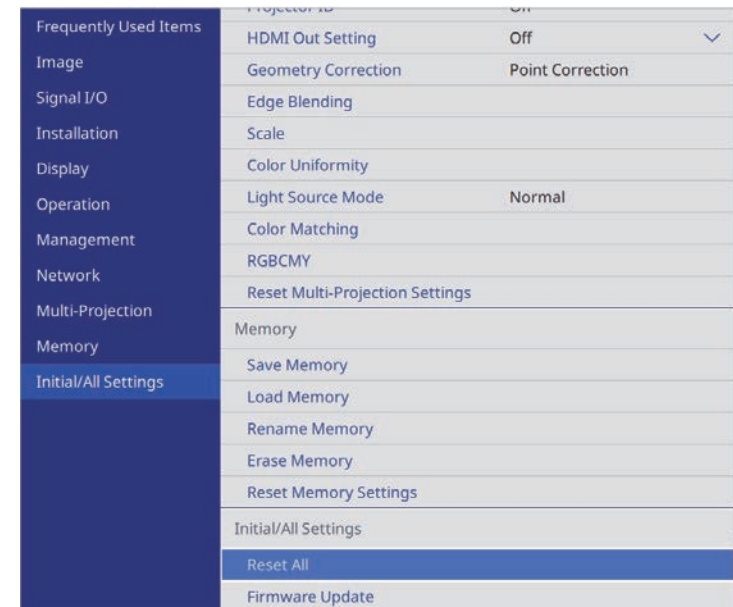 Frequently Used Items
Image
Signal I/O
Installation
Display
Operation
Management
Network
Multi-Projection
Memory
Initial/All Settings
Projector ID Off
HDMI Out Setting Off
Geometry Correction Point Correction
Edge Blending
Scale
Color Uniformity
Light Source Mode Normal
Color Matching
RGBCMY
Reset Multi-Projection Settings
Memory
Save Memory
Load Memory
Rename Memory
Erase Memory
Reset Memory Settings
Initial/All Settings
Reset All
Firmware Update